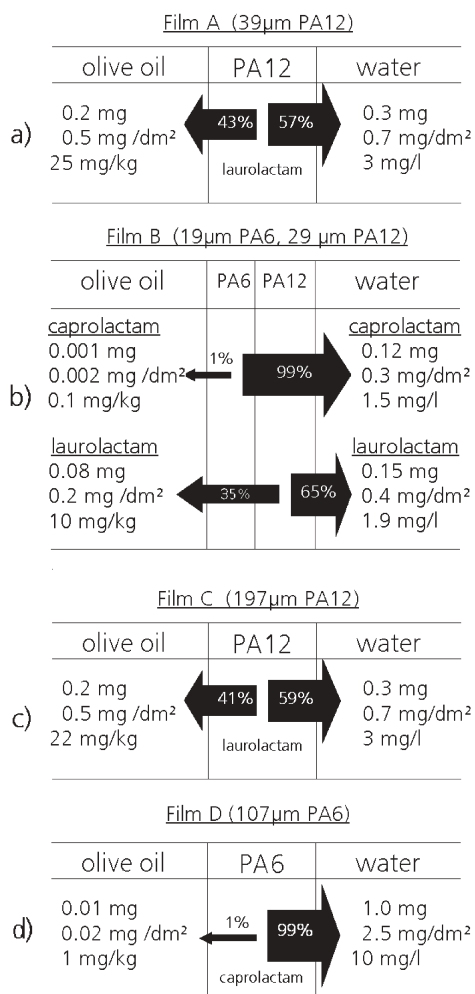 Film A (39µm PA12)
olive oil PA12 water
a)
0.2 mg 0.3 mg
0.5 mg /dm² 43% 57% 0.7 mg/dm²
25 mg/kg laurolactam 3 mg/l
Film B (19µm PA6, 29 µm PA12)
olive oil PA6 PA12 water
b)
caprolactam caprolactam
0.001 mg 1% 0.12 mg
0.002 mg /dm² 99% 0.3 mg/dm²
0.1 mg/kg 1.5 mg/l
laurolactam laurolactam
0.08 mg 0.15 mg
0.2 mg /dm² 35% 65% 0.4 mg/dm²
10 mg/kg 1.9 mg/l
Film C (197µm PA12)
olive oil PA12 water
c)
0.2 mg 0.3 mg
0.5 mg /dm² 41% 59% 0.7 mg/dm²
22 mg/kg laurolactam 3 mg/l
Film D (107µm PA6)
olive oil PA6 water
d)
0.01 mg 1.0 mg
0.02 mg /dm² 1% 99% 2.5 mg/dm²
1 mg/kg caprolactam 10 mg/l